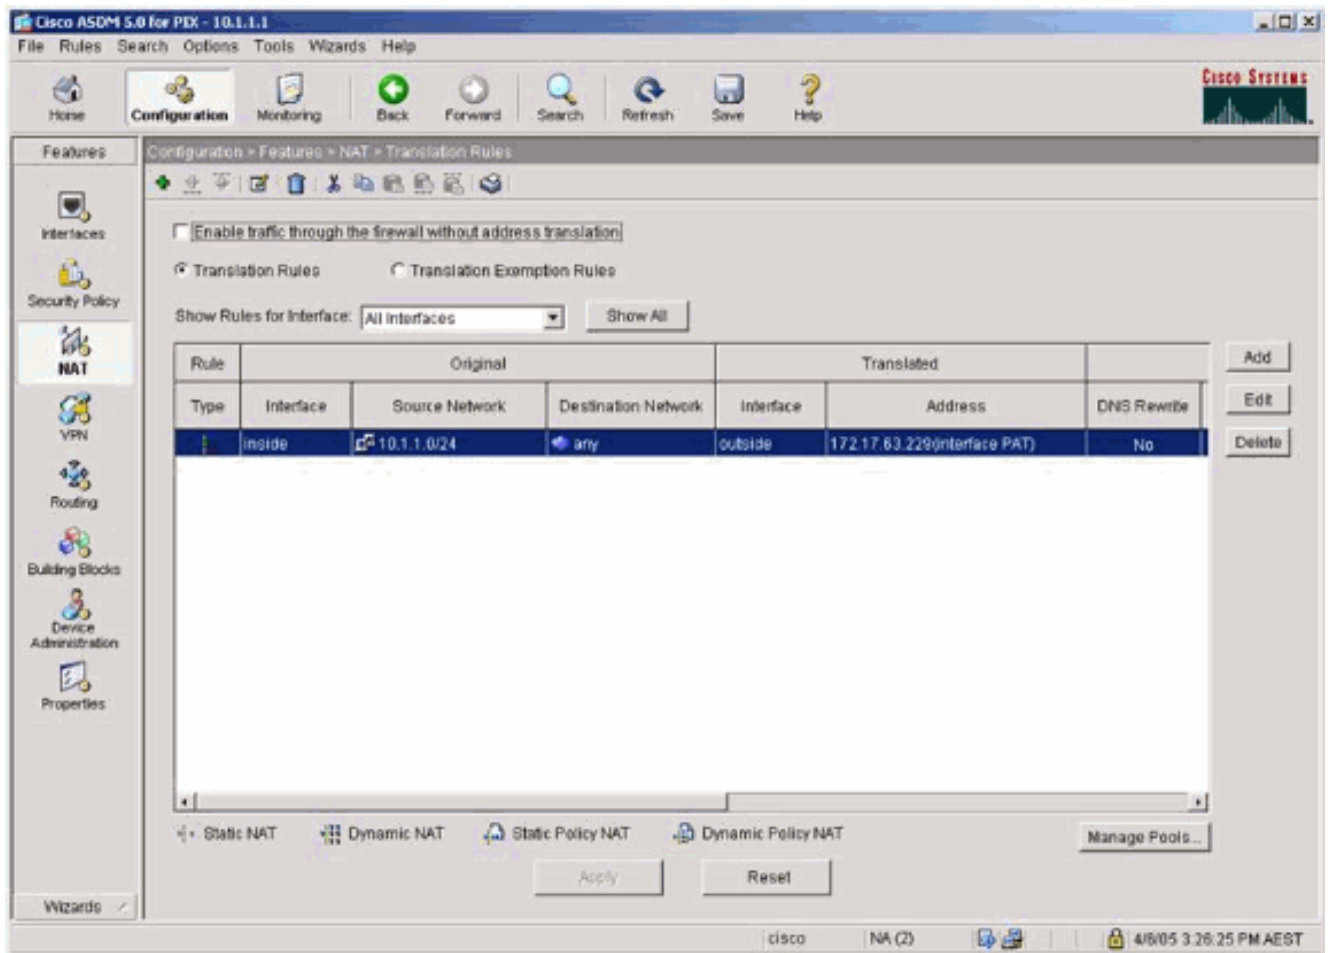 Cisco ASDM 5.0 for PIX - 10.1.1.1
File Rules Search Options Tools Wizards Help
Home Configuration Monitoring Back Forward Search Refresh Save Help
CISCO SYSTEMS
Features
Configuration > Features > NAT > Translation Rules
Interfaces
Security Policy
NAT
VPN
Routing
Building Blocks
Device Administration
Properties
Wizards
Enable traffic through the firewall without address translation
Translation Rules Translation Exemption Rules
Show Rules for Interface: All Interfaces Show All
Rule Original Translated
Type Interface Source Network Destination Network Interface Address DNS Rewrite
inside 10.1.1.0/24 any outside 172.17.63.229(interface PAT) No
Add
Edit
Delete
Static NAT Dynamic NAT Static Policy NAT Dynamic Policy NAT
Manage Pools...
Apply Reset
cisco NA (2) 4/6/05 3:26:25 PM AEST